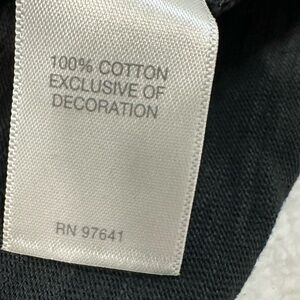 100% COTTON
EXCLUSIVE OF
DECORATION
RN 97641